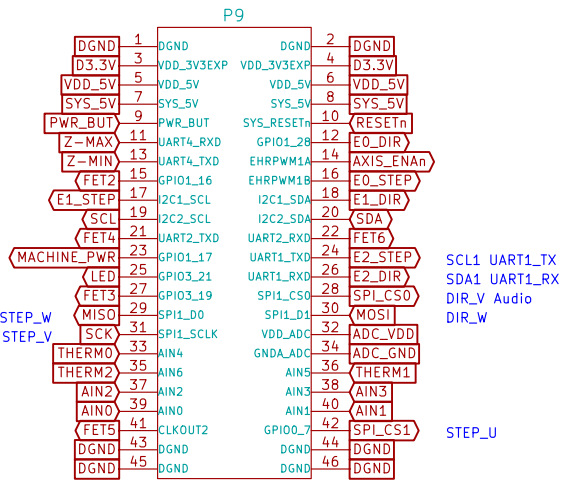 P9
DGND 1 DGND DGND 2 DGND
D3.3V 3 VDD_3V3EXP VDD_3V3EXP 4 D3.3V
VDD_5V 5 VDD_5V VDD_5V 6 VDD_5V
SYS_5V 7 SYS_5V SYS_5V 8 SYS_5V
PWR_BUT 9 PWR_BUT SYS_RESETn 10 RESETn
Z-MAX 11 UART4_RXD GPIO1_28 12 E0_DIR
Z-MIN 13 UART4_TXD EHRPWM1A 14 AXIS_ENAn
FET2 15 GPIO1_16 EHRPWM1B 16 E0_STEP
E1_STEP 17 I2C1_SCL I2C1_SDA 18 E1_DIR
SCL 19 I2C2_SCL I2C2_SDA 20 SDA
FET4 21 UART2_TXD UART2_RXD 22 FET6
MACHINE_PWR 23 GPIO1_17 UART1_TXD 24 E2_STEP SCL1 UART1_TX
LED 25 GPIO3_21 UART1_RXD 26 E2_DIR SDA1 UART1_RX
FET3 27 GPIO3_19 SPI1_CS0 28 SPI_CS0 DIR_V Audio
STEP_W MISO 29 SPI1_D0 SPI1_D1 30 MOSI DIR_W
STEP_V SCK 31 SPI1_SCLK VDD_ADC 32 ADC_VDD
THERM0 33 AIN4 GNDA_ADC 34 ADC_GND
THERM2 35 AIN6 AIN5 36 THERM1
AIN2 37 AIN2 AIN3 38 AIN3
AIN0 39 AIN0 AIN1 40 AIN1
FET5 41 CLKOUT2 GPIO0_7 42 SPI_CS1 STEP_U
DGND 43 DGND DGND 44 DGND
DGND 45 DGND DGND 46 DGND